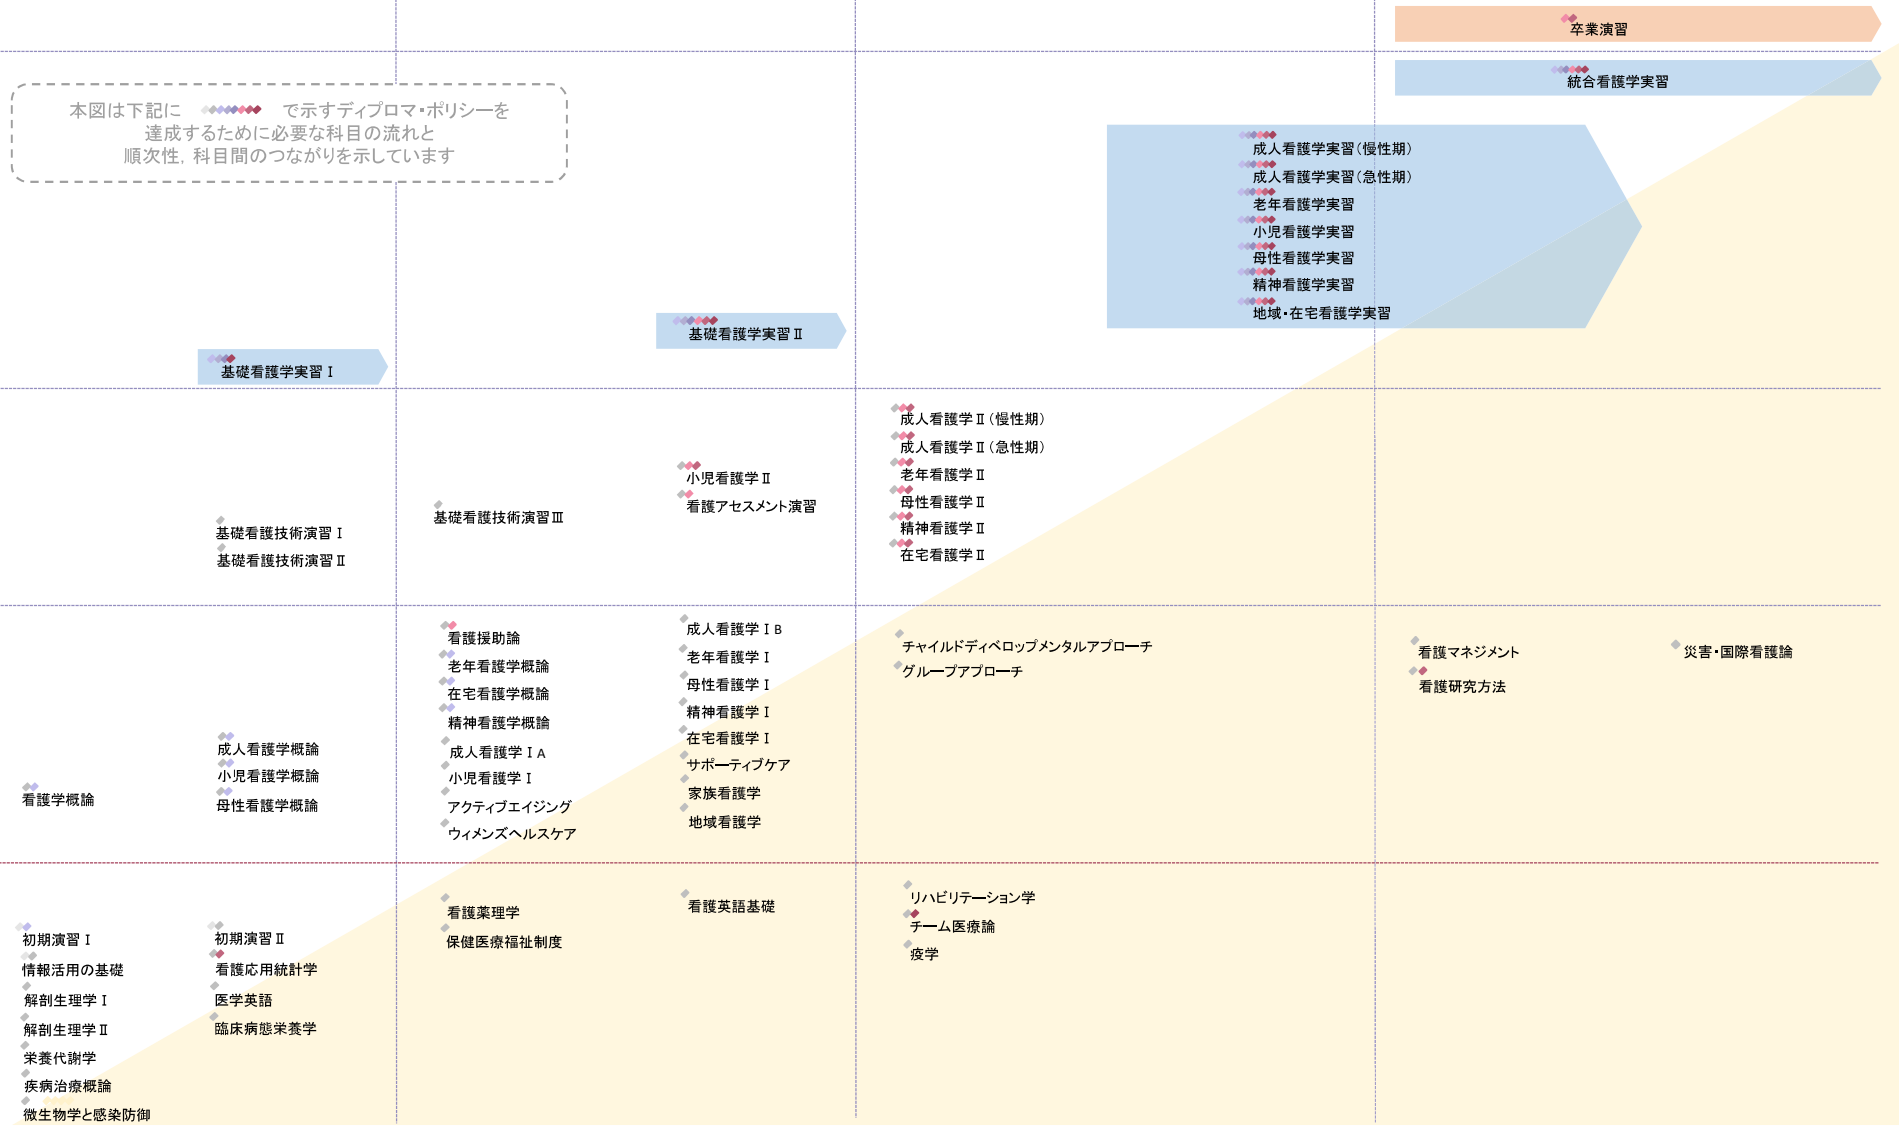 卒業演習
統合看護学実習
本図は下記に で示すディプロマ・ポリシーを
達成するために必要な科目の流れと
順次性，科目間のつながりを示しています
成人看護学実習（慢性期）
成人看護学実習（急性期）
老年看護学実習
小児看護学実習
母性看護学実習
精神看護学実習
地域・在宅看護学実習
基礎看護学実習Ⅱ
基礎看護学実習Ⅰ
基礎看護技術演習Ⅰ
基礎看護技術演習Ⅱ
基礎看護技術演習Ⅲ
小児看護学Ⅱ
看護アセスメント演習
成人看護学Ⅱ（慢性期）
成人看護学Ⅱ（急性期）
老年看護学Ⅱ
母性看護学Ⅱ
精神看護学Ⅱ
在宅看護学Ⅱ
看護学概論
成人看護学概論
小児看護学概論
母性看護学概論
看護援助論
老年看護学概論
在宅看護学概論
精神看護学概論
成人看護学ⅠA
小児看護学Ⅰ
アクティブエイジング
ウィメンズヘルスケア
成人看護学ⅠB
老年看護学Ⅰ
母性看護学Ⅰ
精神看護学Ⅰ
在宅看護学Ⅰ
サポーティブケア
家族看護学
地域看護学
チャイルドディベロップメンタルアプローチ
グループアプローチ
看護マネジメント
看護研究方法
災害・国際看護論
初期演習Ⅰ
情報活用の基礎
解剖生理学Ⅰ
解剖生理学Ⅱ
栄養代謝学
疾病治療概論
微生物学と感染防御
初期演習Ⅱ
看護応用統計学
医学英語
臨床病態栄養学
看護薬理学
保健医療福祉制度
看護英語基礎
リハビリテーション学
チーム医療論
疫学